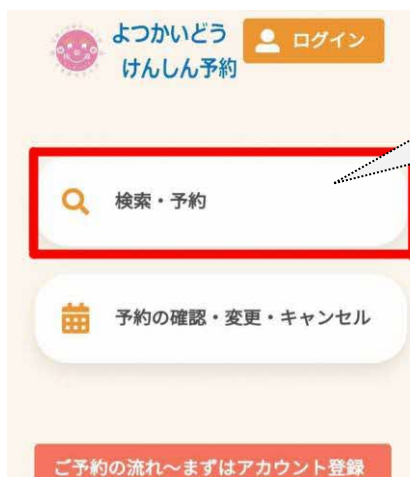 よつかいどう
けんしん予約
ログイン
検索・予約
予約の確認・変更・キャンセル
ご予約の流れ～まずはアカウント登録